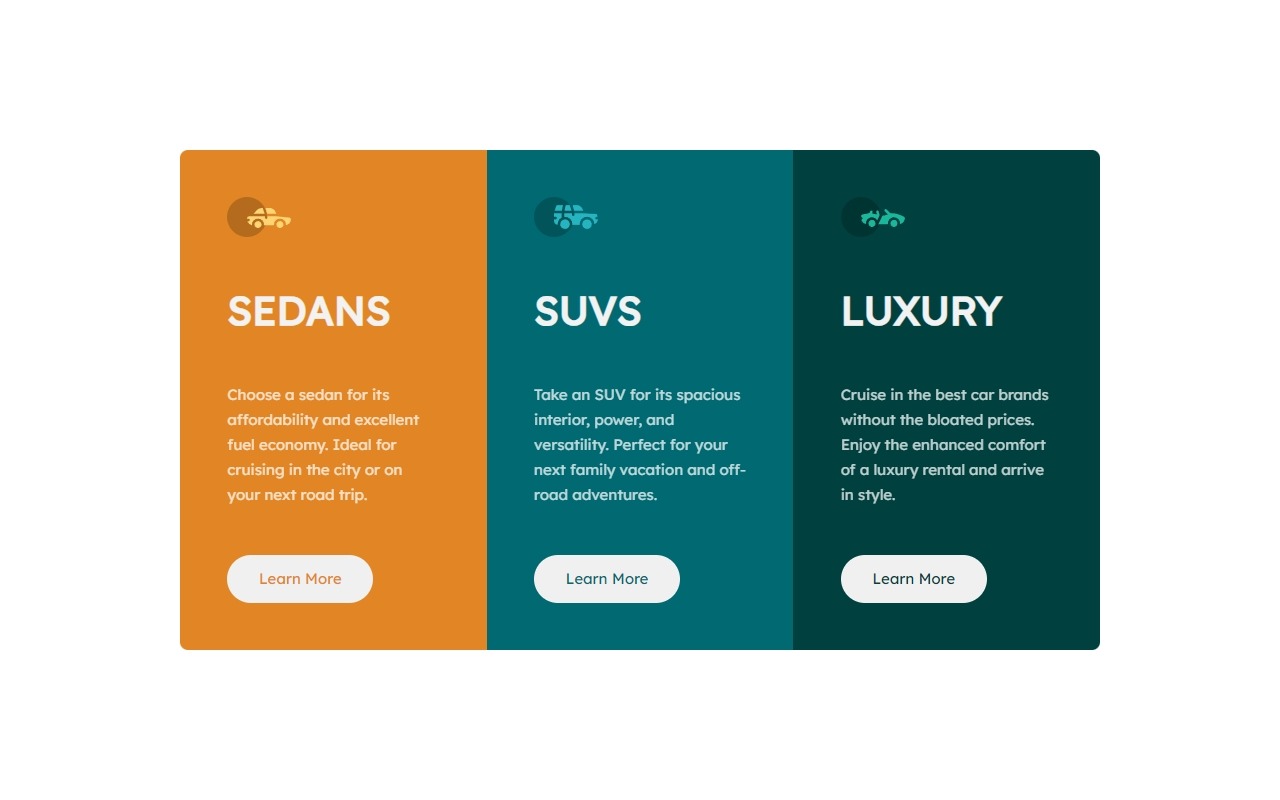 SEDANS
Choose a sedan for its
affordability and excellent
fuel economy. Ideal for
cruising in the city or on
your next road trip.
Learn More
SUVS
Take an SUV for its spacious
interior, power, and
versatility. Perfect for your
next family vacation and off-
road adventures.
Learn More
LUXURY
Cruise in the best car brands
without the bloated prices.
Enjoy the enhanced comfort
of a luxury rental and arrive
in style.
Learn More